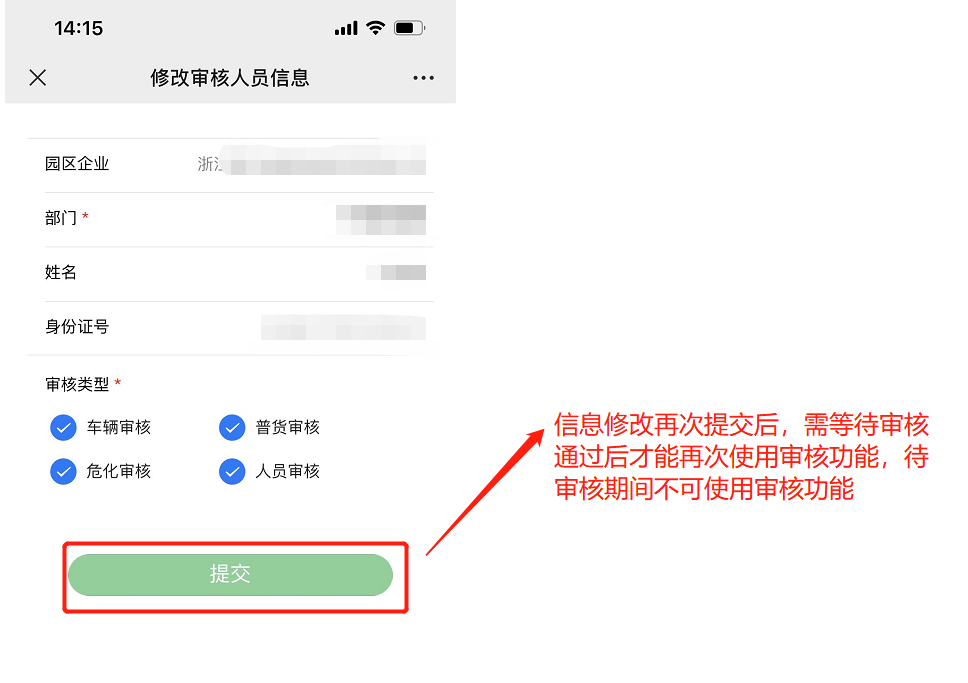 14:15
修改审核人员信息
园区企业 浙江
部门 *
姓名
身份证号
审核类型 *
车辆审核 普货审核
危化审核 人员审核
提交
信息修改再次提交后，需等待审核
通过后才能再次使用审核功能，待
审核期间不可使用审核功能